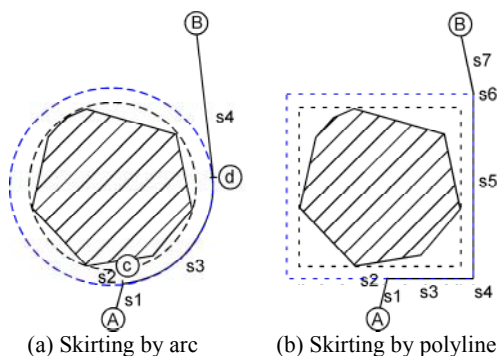 B
B
s7
s6
s4
s5
d
c
s2
s3
s1
A
s2
s1
s3
s4
A
(a) Skirting by arc
(b) Skirting by polyline